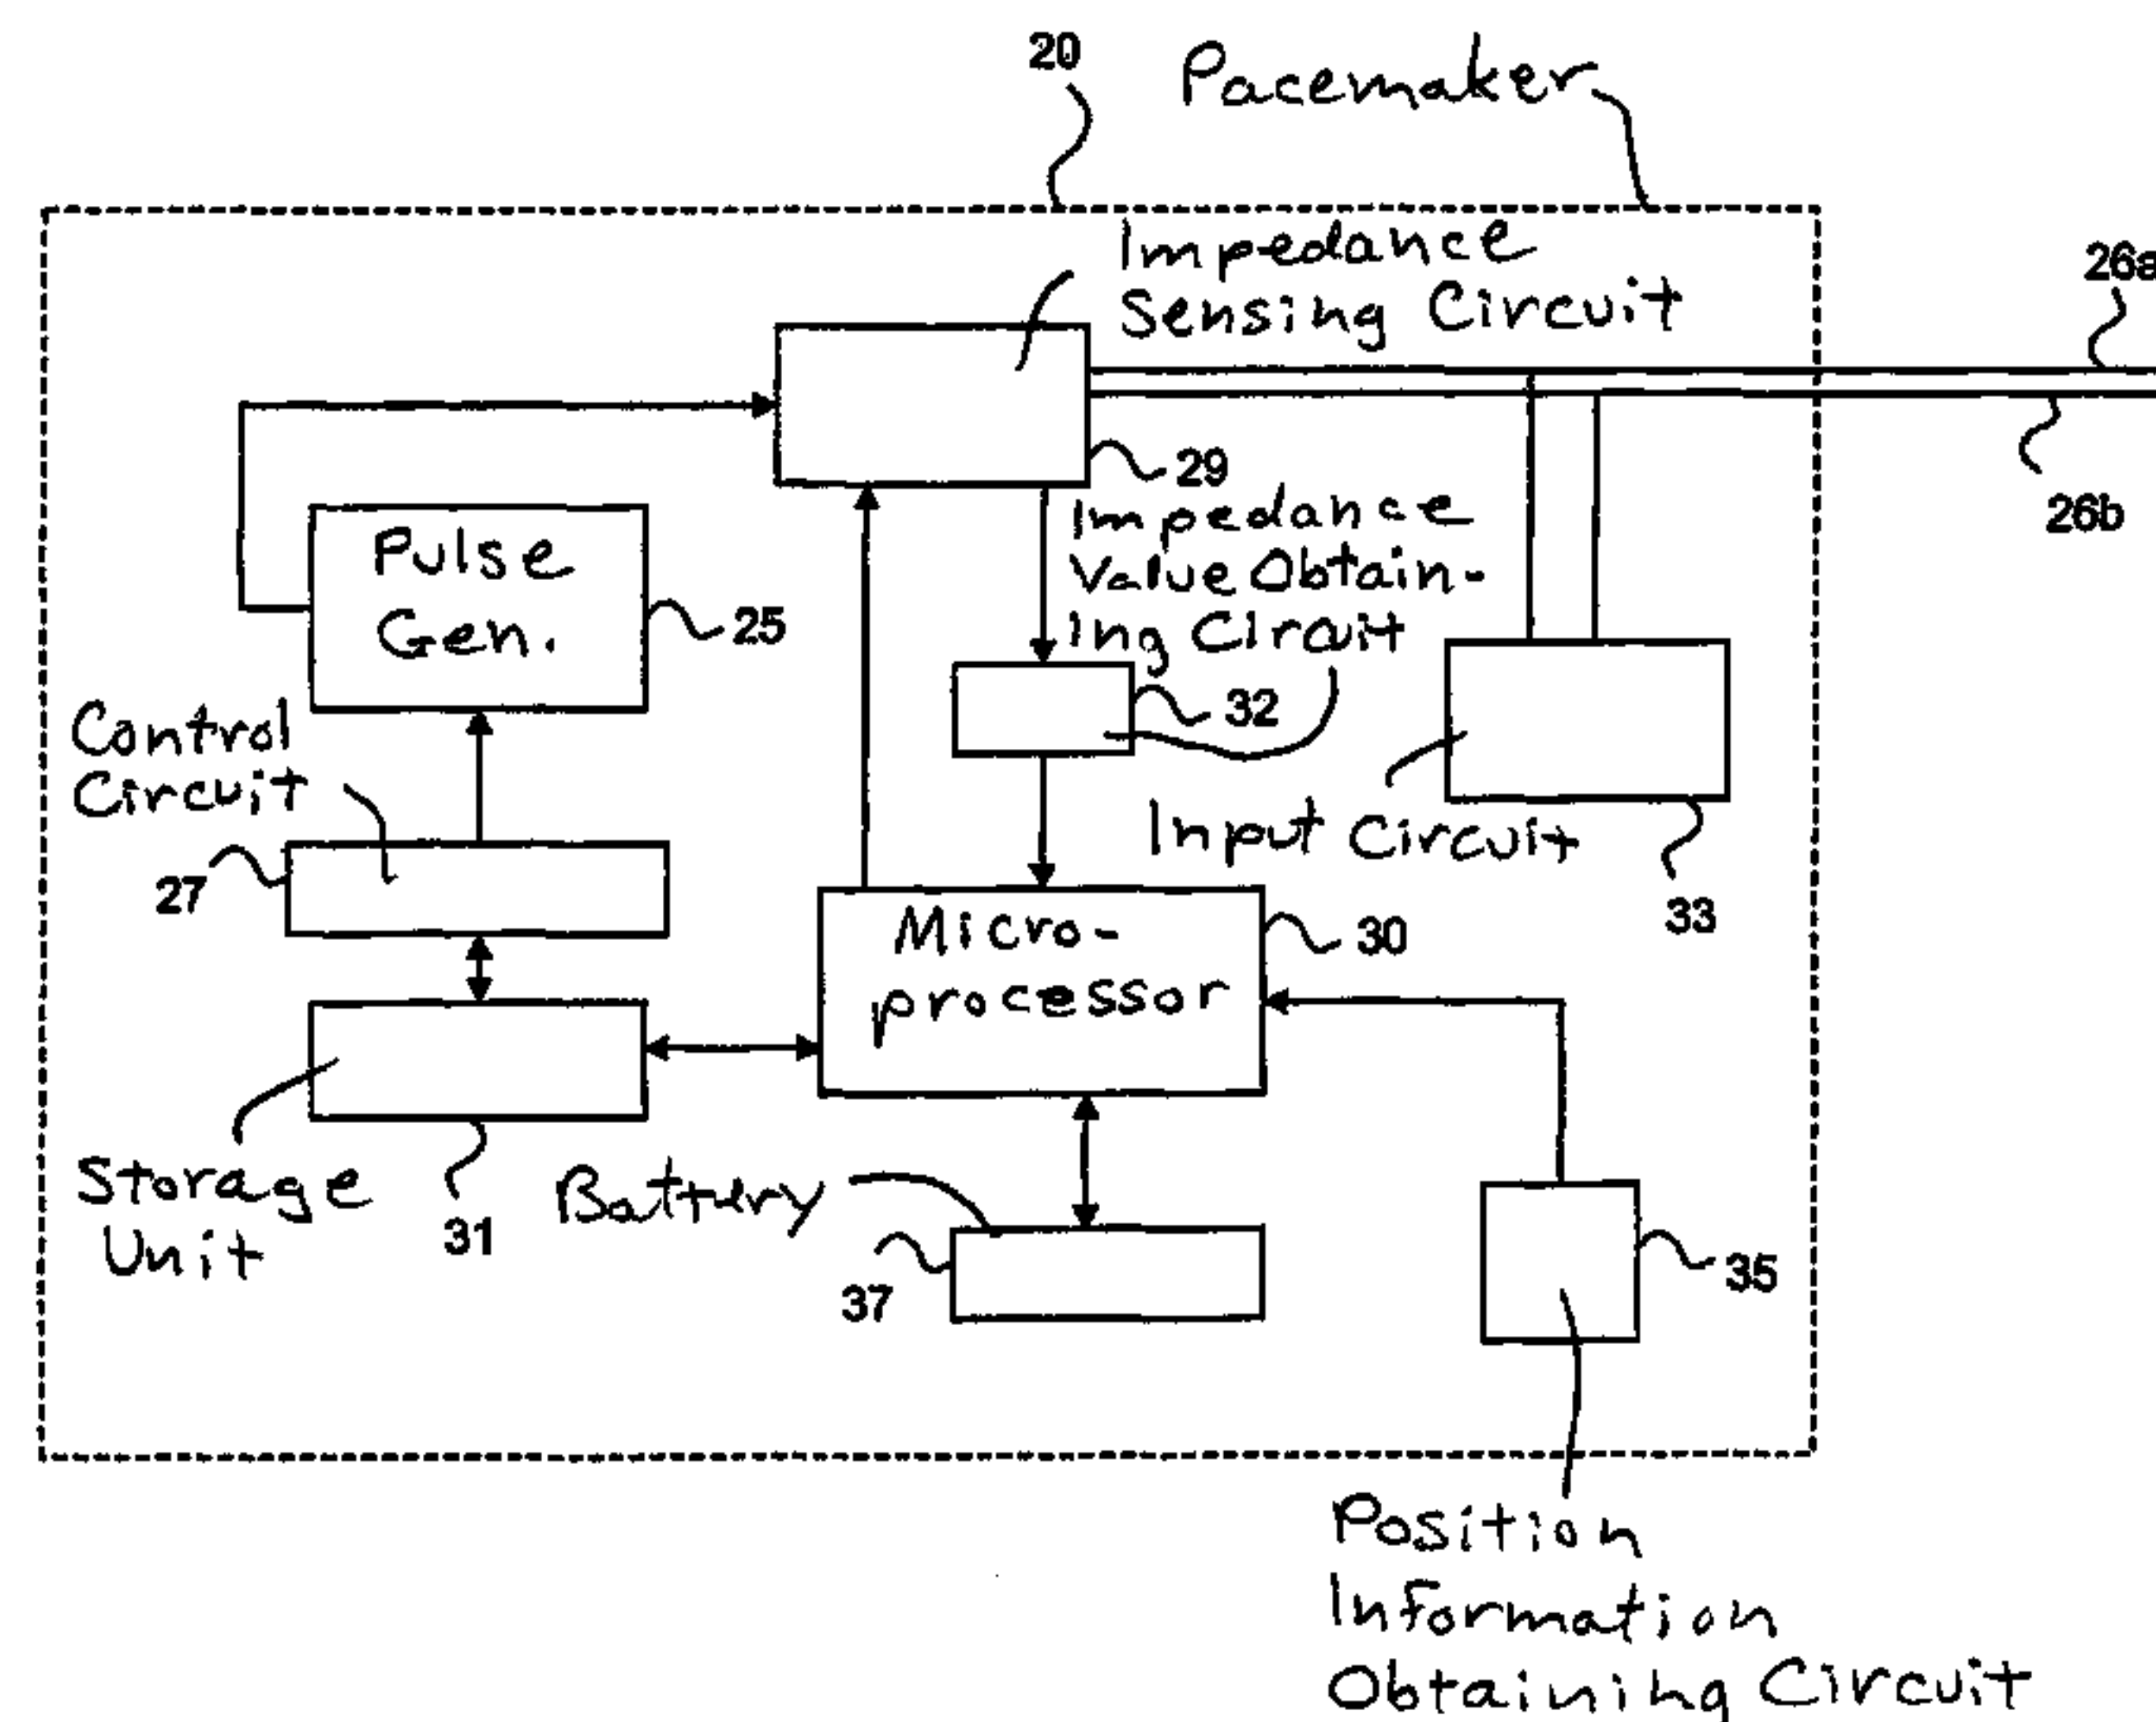 20
Pacemaker
Impedance
Sensing Circuit
26a
29
26b
Impedance
Value Obtain-
ing Circuit
Pulse
Gen.
25
32
Control
Circuit
27
Input Circuit
33
Micro-
processor
30
Storage
Unit
31
Battery
37
35
Position
Information
Obtaining Circuit